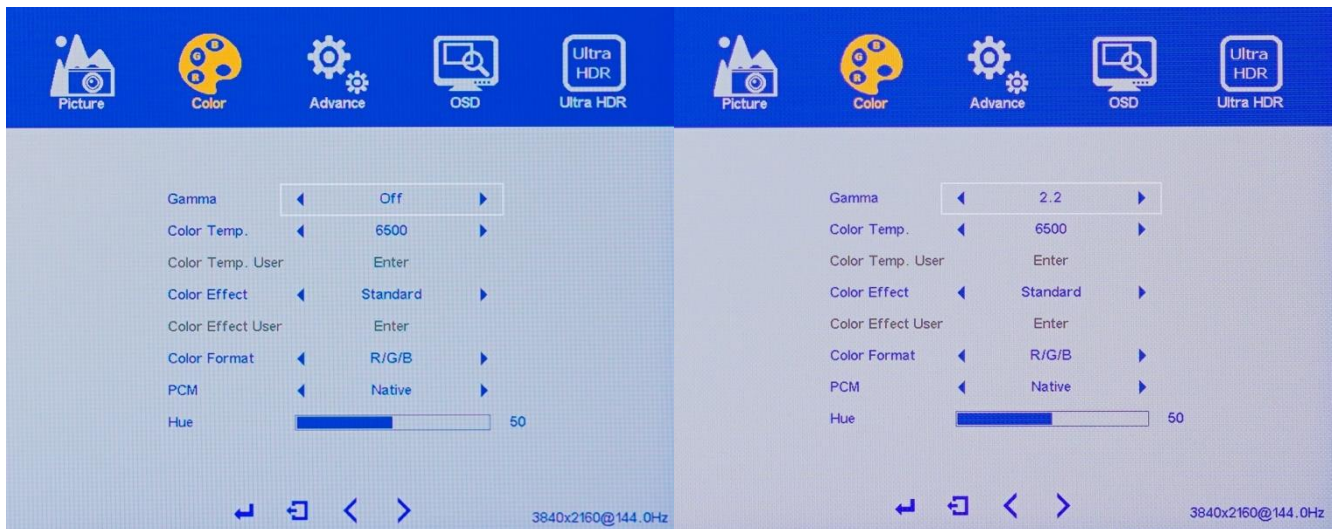 Picture Color Advance OSD Ultra HDR Ultra HDR
Gamma Off
Color Temp. 6500
Color Temp. User Enter
Color Effect Standard
Color Effect User Enter
Color Format R/G/B
PCM Native
Hue 50
3840x2160@144.0Hz
Picture Color Advance OSD Ultra HDR Ultra HDR
Gamma 2.2
Color Temp. 6500
Color Temp. User Enter
Color Effect Standard
Color Effect User Enter
Color Format R/G/B
PCM Native
Hue 50
3840x2160@144.0Hz